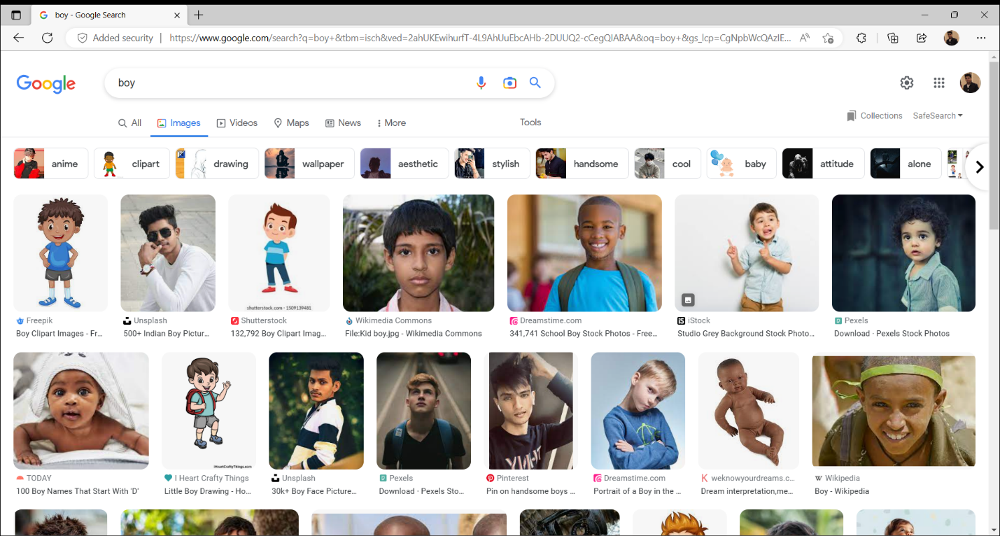 boy - Google Search
Added security
https://www.google.com/search?q=boy+&tbm=isch&ved=2ahUKEwihurfT-4L9AhUuEbcAHb-2DUUQ2-cCegQIABAA&oq=boy+&gs_lcp=CgNpbWcQAzIE...
Google
boy
All
Images
Videos
Maps
News
More
Tools
Collections
SafeSearch
anime
clipart
drawing
wallpaper
aesthetic
stylish
handsome
cool
baby
attitude
alone
shutterstock.com · 1509139481
Freepik
Boy Clipart Images - Fr...
Unsplash
500+ Indian Boy Pictur...
Shutterstock
132,792 Boy Clipart Imag...
Wikimedia Commons
File:Kid boy.jpg - Wikimedia Commons
Dreamstime.com
341,741 School Boy Stock Photos - Free...
iStock
Studio Grey Background Stock Photo...
Pexels
Download · Pexels Stock Photos
iHeartCraftyThings.com
TODAY
100 Boy Names That Start With 'D'
I Heart Crafty Things
Little Boy Drawing - Ho...
Unsplash
30k+ Boy Face Picture...
Pexels
Download · Pexels Sto...
Pinterest
Pin on handsome boys ...
Dreamstime.com
Portrait of a Boy in the ...
weknowyourdreams.c...
Dream interpretation,me...
Wikipedia
Boy - Wikipedia